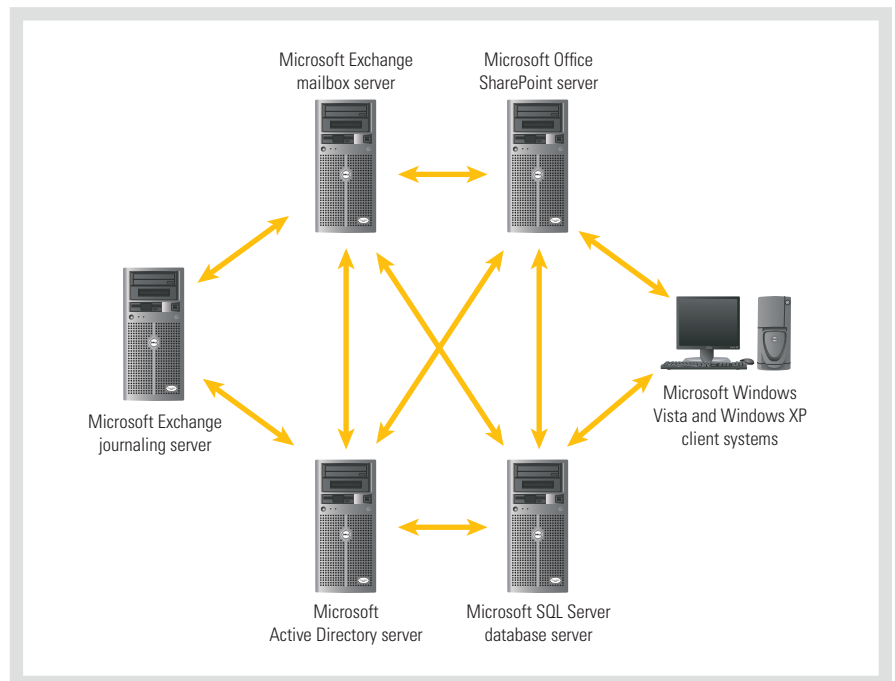 Microsoft Exchange
mailbox server
Microsoft Office
SharePoint server
Microsoft Exchange
journaling server
Microsoft Windows
Vista and Windows XP
client systems
Microsoft
Active Directory server
Microsoft SQL Server
database server